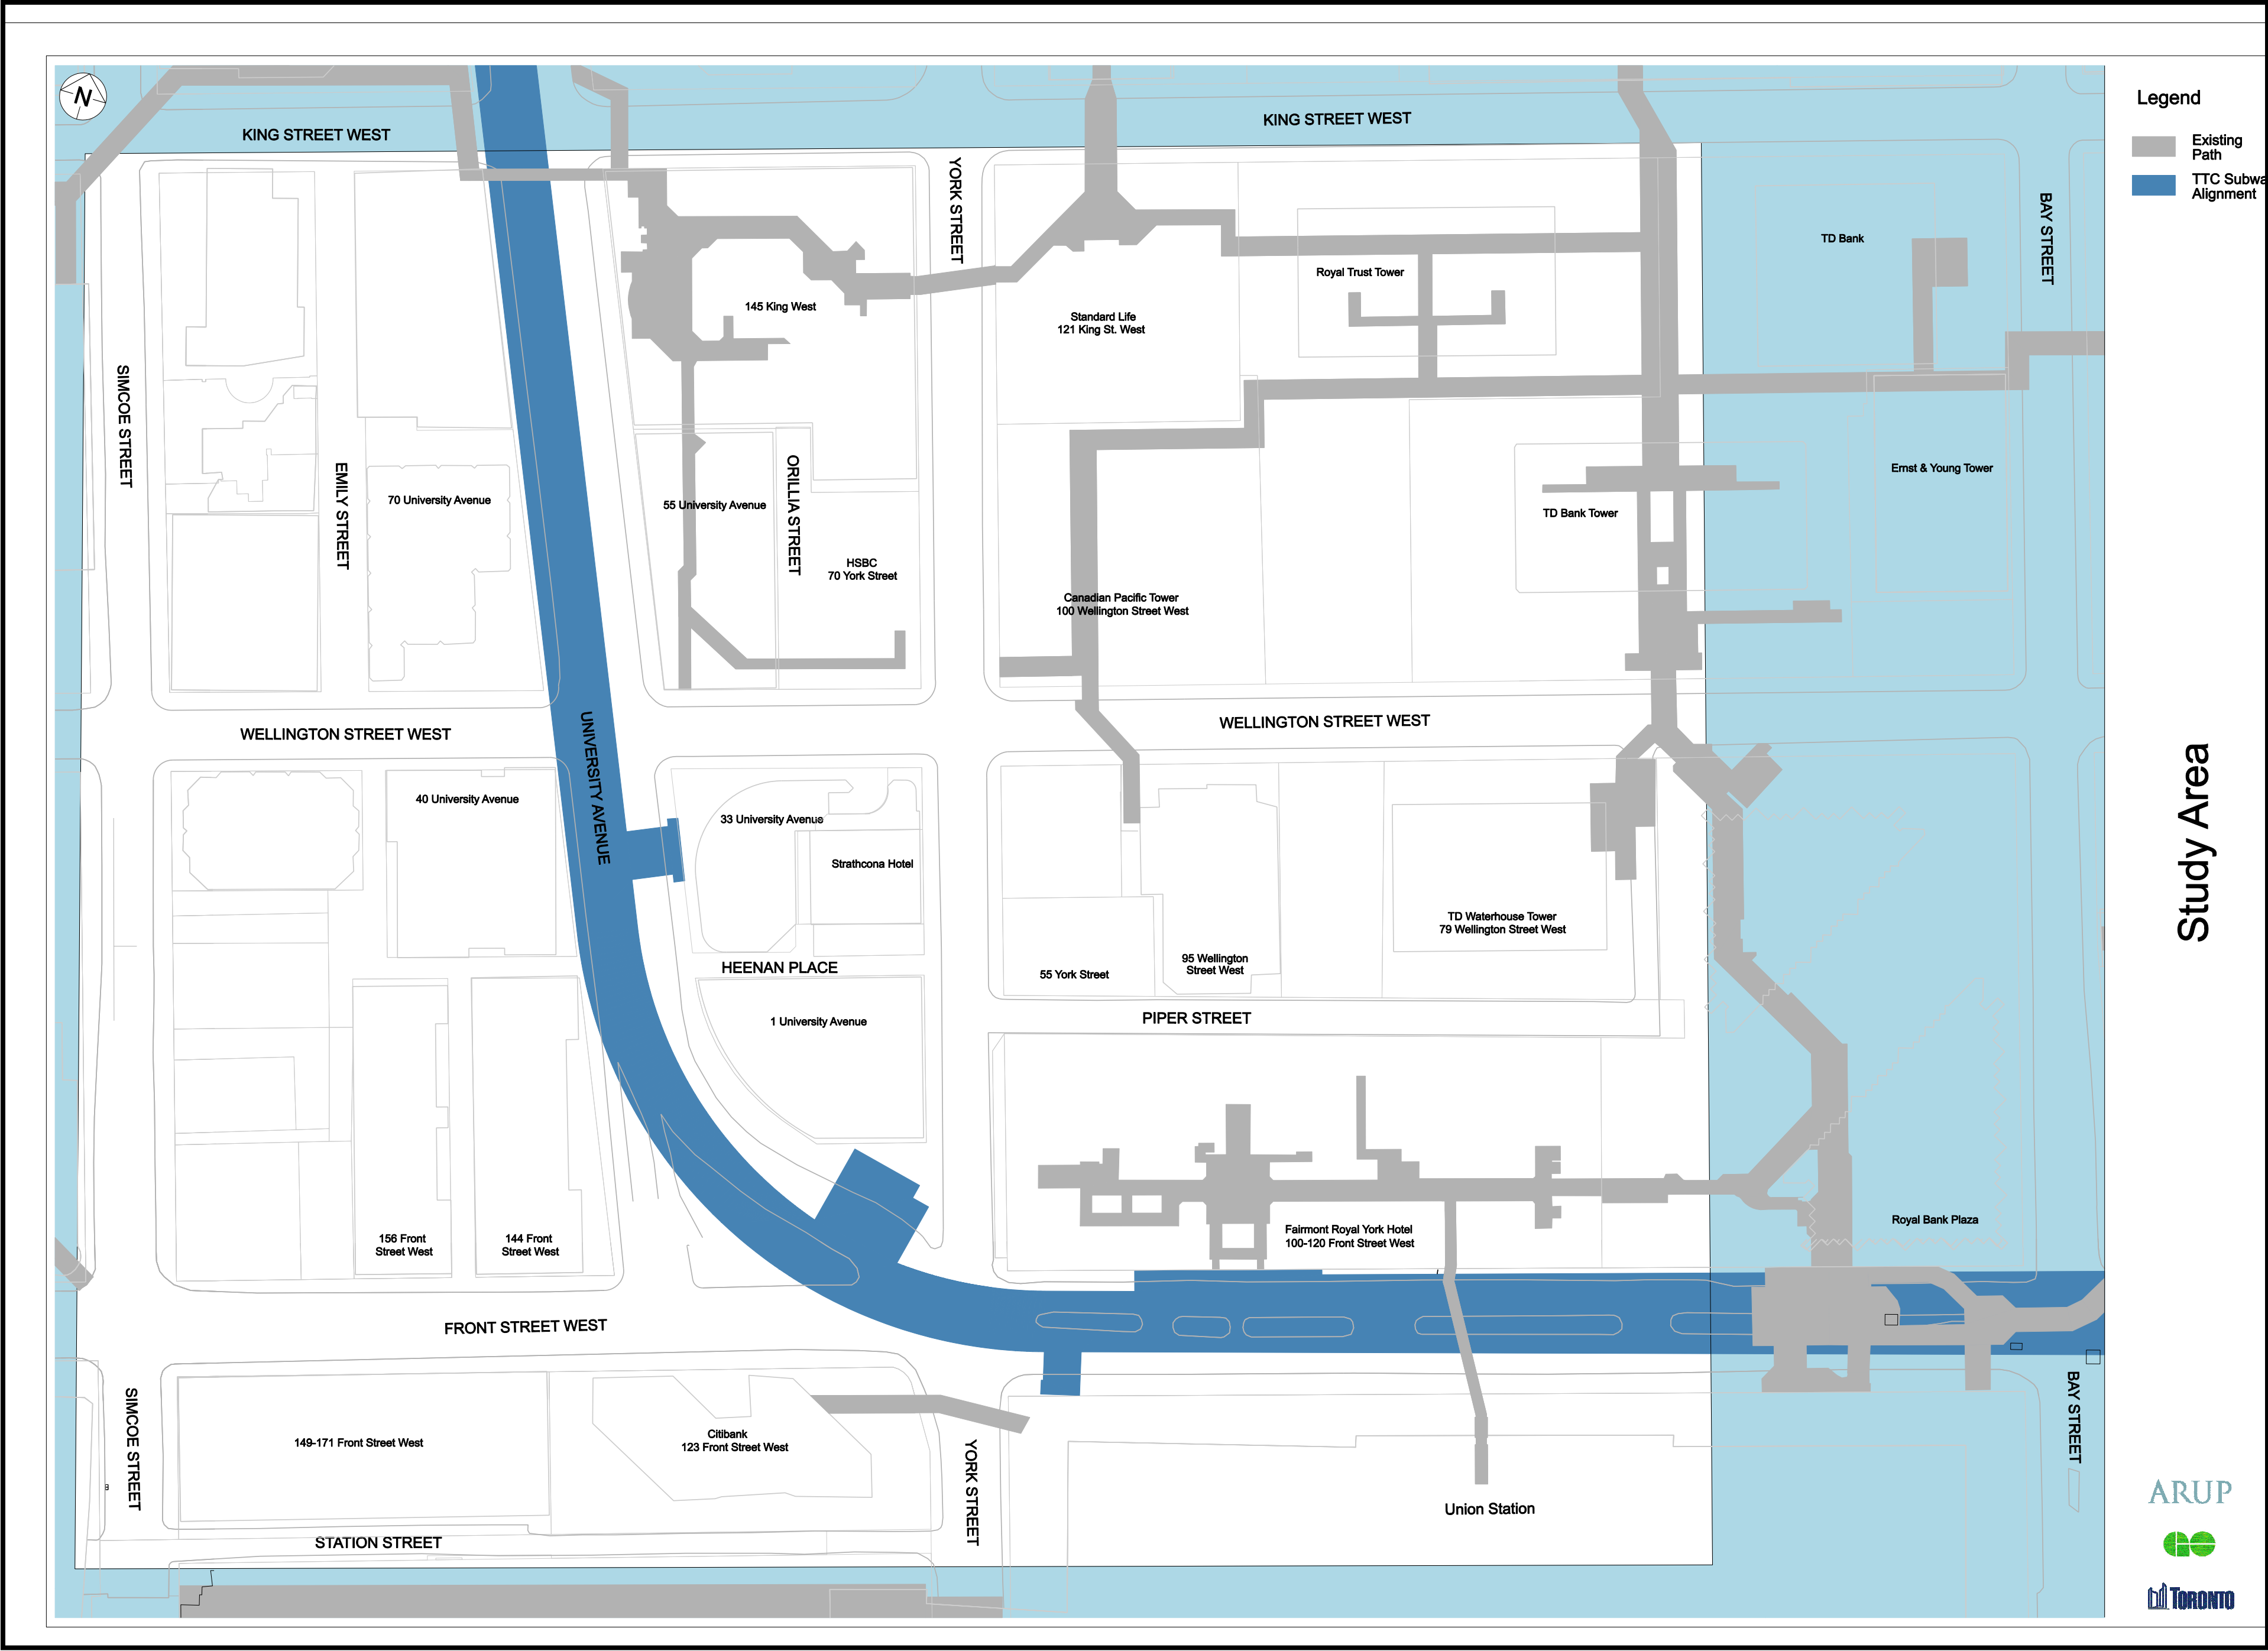 N
KING STREET WEST
KING STREET WEST
Legend
Existing
Path
TTC Subwa
Alignment
YORK STREET
BAY STREET
TD Bank
Royal Trust Tower
145 King West
Standard Life
121 King St. West
SIMCOE STREET
EMILY STREET
70 University Avenue
55 University Avenue
ORILLIA STREET
HSBC
70 York Street
TD Bank Tower
Ernst & Young Tower
Canadian Pacific Tower
100 Wellington Street West
WELLINGTON STREET WEST
WELLINGTON STREET WEST
UNIVERSITY AVENUE
40 University Avenue
33 University Avenue
Strathcona Hotel
Study Area
TD Waterhouse Tower
79 Wellington Street West
95 Wellington
Street West
55 York Street
HEENAN PLACE
1 University Avenue
PIPER STREET
156 Front
Street West
144 Front
Street West
Fairmont Royal York Hotel
100-120 Front Street West
Royal Bank Plaza
FRONT STREET WEST
SIMCOE STREET
149-171 Front Street West
Citibank
123 Front Street West
YORK STREET
BAY STREET
Union Station
STATION STREET
ARUP
GO
TORONTO